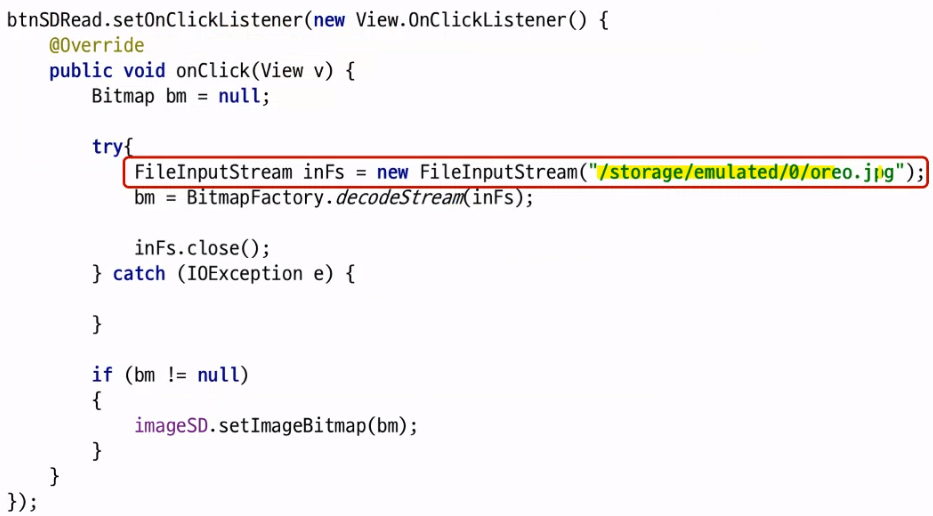 btnSDRead.setOnClickListener(new View.OnClickListener() {
    @Override
    public void onClick(View v) {
        Bitmap bm = null;

        try{
            FileInputStream inFs = new FileInputStream("/storage/emulated/0/oreo.jpg");
            bm = BitmapFactory.decodeStream(inFs);

            inFs.close();
        } catch (IOException e) {

        }

        if (bm != null)
        {
            imageSD.setImageBitmap(bm);
        }
    }
});